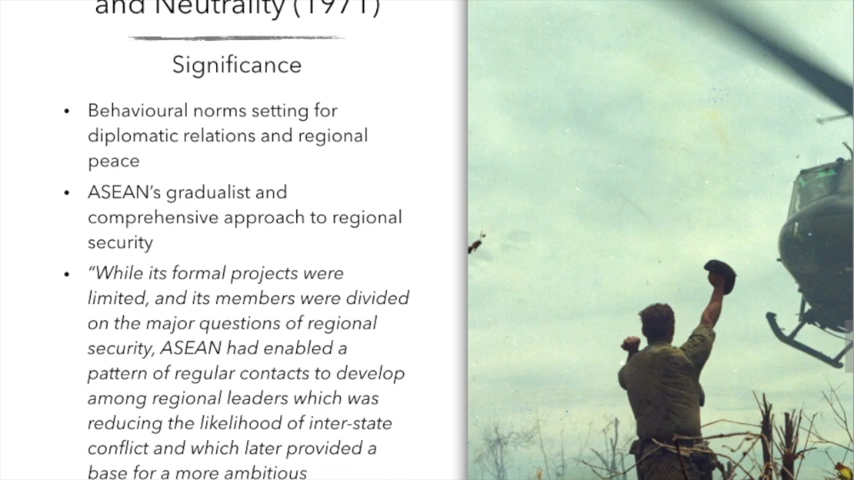 and Neutrality (1971)
Significance
• Behavioural norms setting for
diplomatic relations and regional
peace
• ASEAN’s gradualist and
comprehensive approach to regional
security
• “While its formal projects were
limited, and its members were divided
on the major questions of regional
security, ASEAN had enabled a
pattern of regular contacts to develop
among regional leaders which was
reducing the likelihood of inter-state
conflict and which later provided a
base for a more ambitious